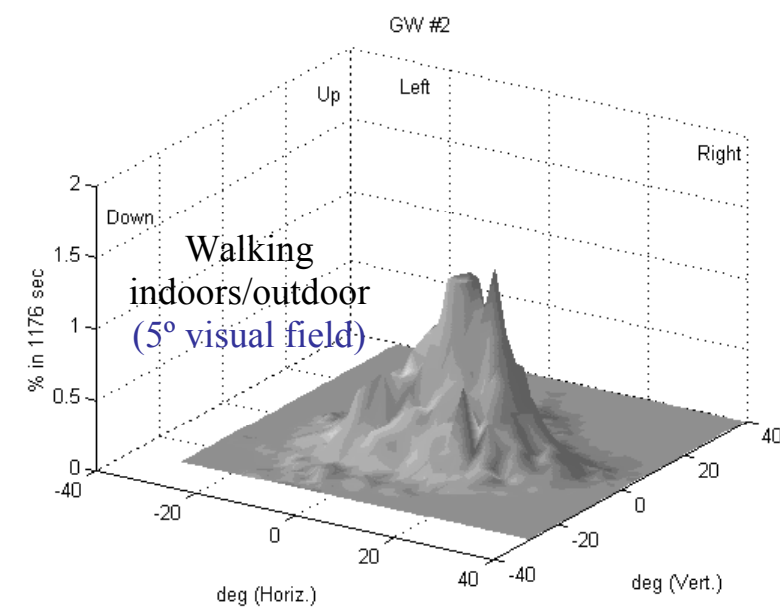 GW #2
Up
Left
Right
Down
Walking
indoors/outdoor
(5º visual field)
% in 1176 sec
2
1.5
1
0.5
0
-40
-20
0
20
40
deg (Horiz.)
-40
-20
0
20
40
deg (Vert.)